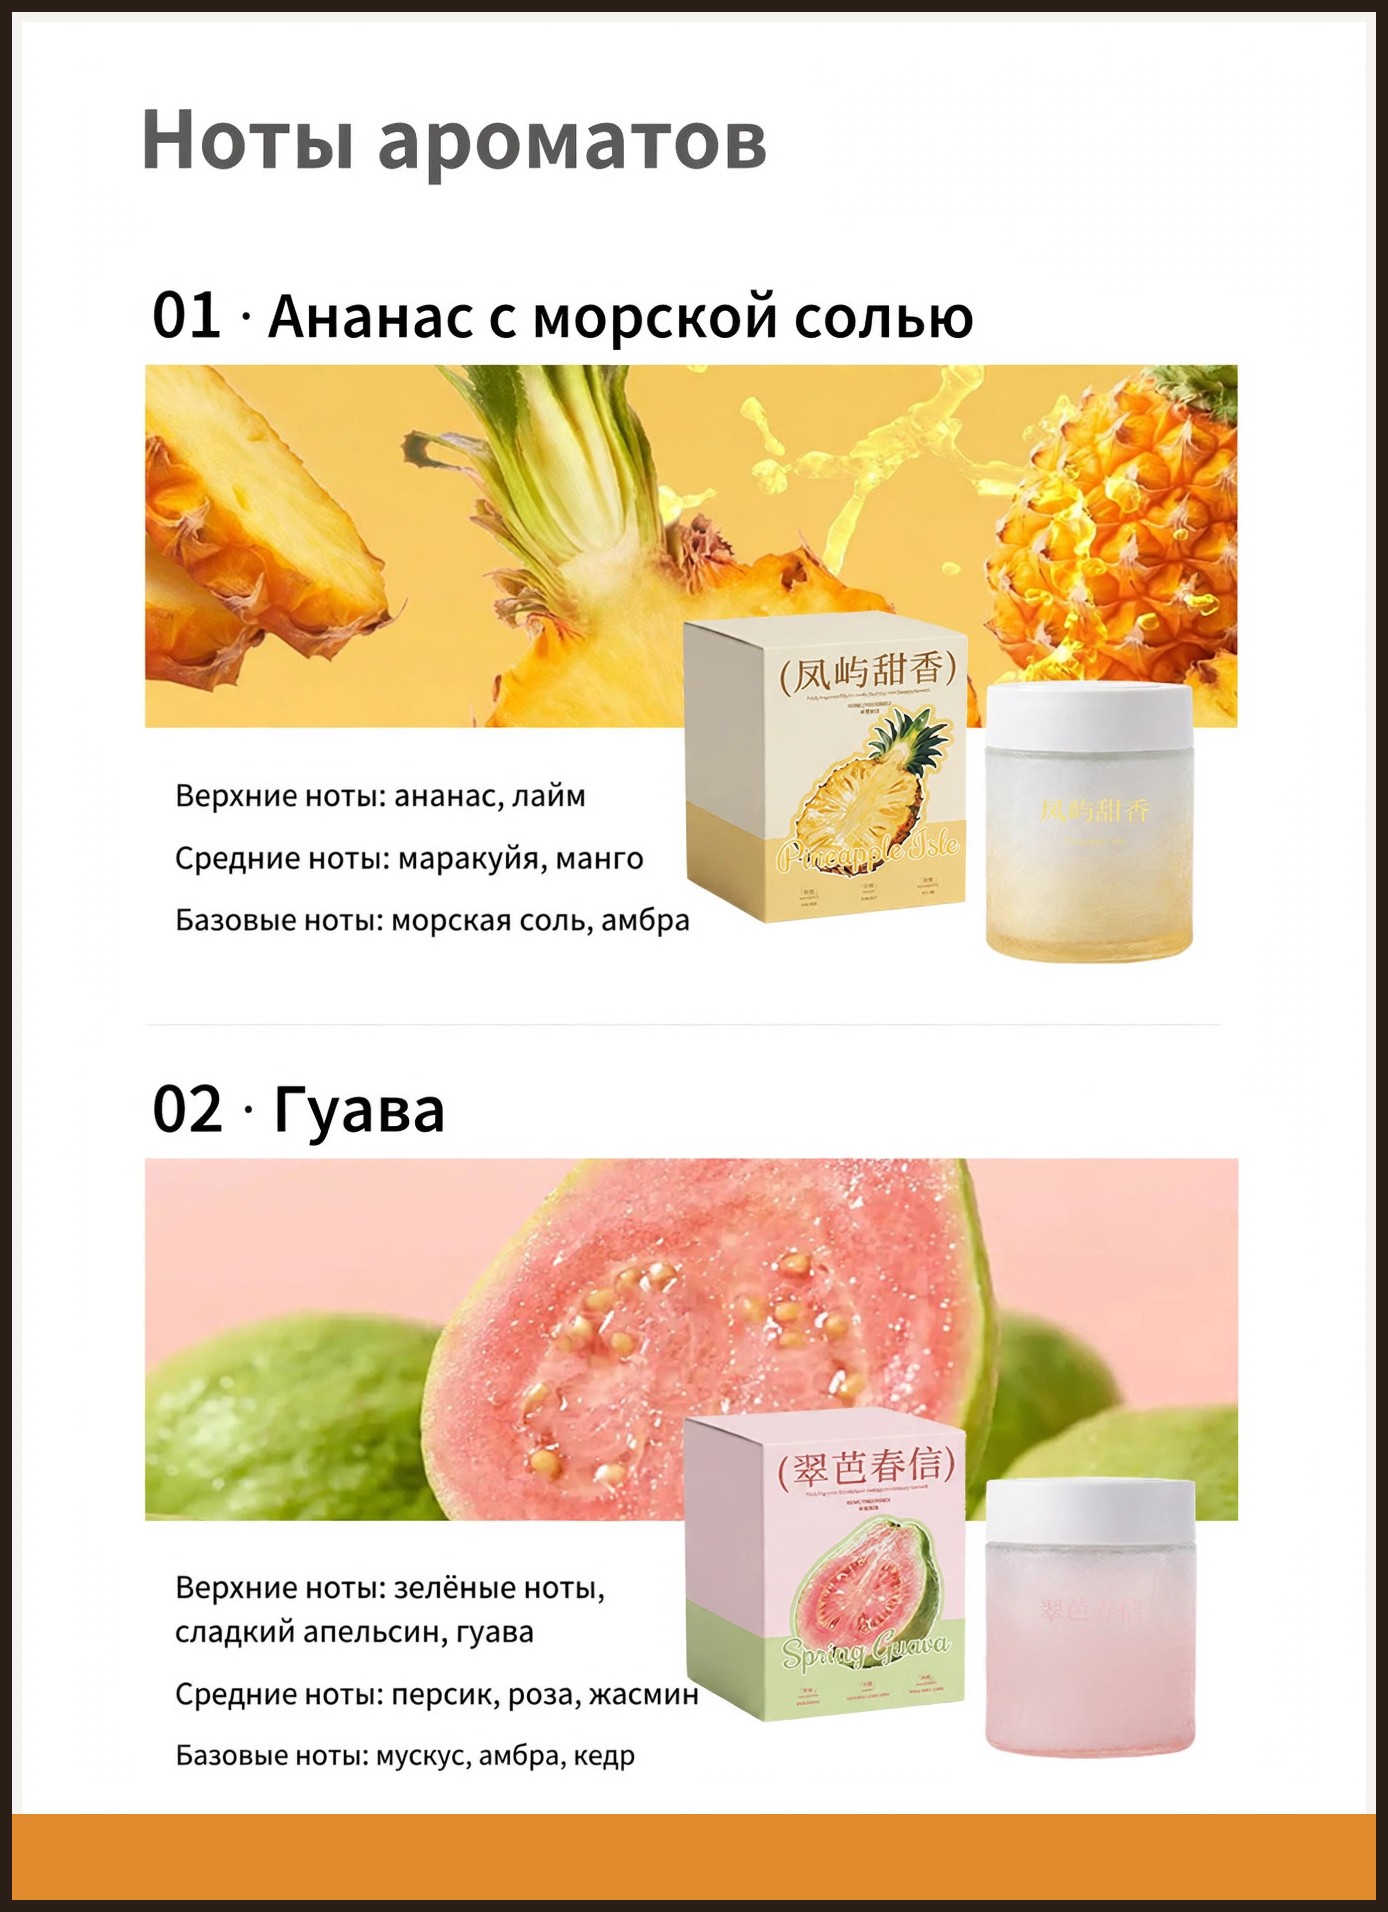 Ноты ароматов
01 · Ананас с морской солью
(凤屿甜香)
Pineapple Isle
凤屿甜香
Верхние ноты: ананас, лайм
Средние ноты: маракуйя, манго
Базовые ноты: морская соль, амбра
02 · Гуава
(翠芭春信)
Spring Guava
翠芭春信
Верхние ноты: зелёные ноты,
сладкий апельсин, гуава
Средние ноты: персик, роза, жасмин
Базовые ноты: мускус, амбра, кедр